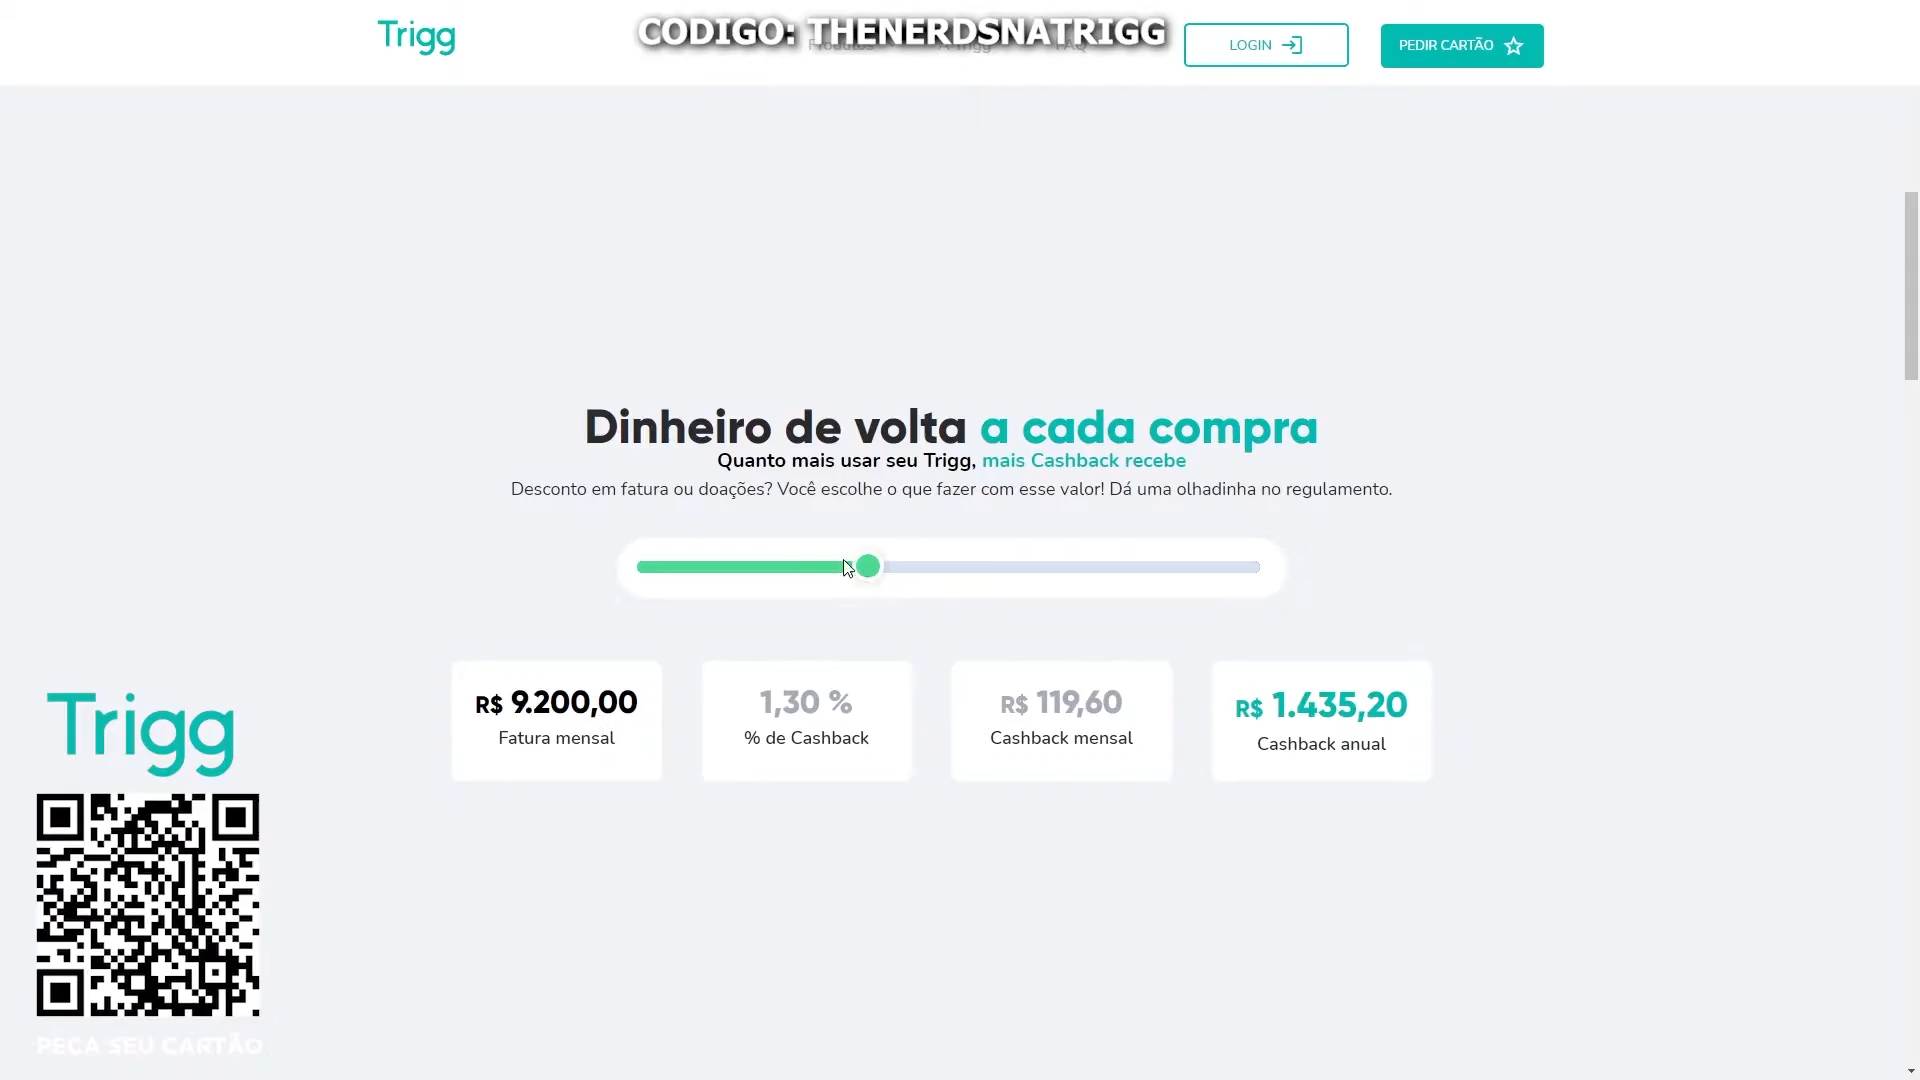 Trigg
CODIGO: THENERDSNATRIGG
Produtos
A Trigg
FAQ
LOGIN
PEDIR CARTÃO
Dinheiro de volta a cada compra
Quanto mais usar seu Trigg, mais Cashback recebe
Desconto em fatura ou doações? Você escolhe o que fazer com esse valor! Dá uma olhadinha no regulamento.
R$ 9.200,00
Fatura mensal
1,30 %
% de Cashback
R$ 119,60
Cashback mensal
R$ 1.435,20
Cashback anual
Trigg
PEÇA SEU CARTÃO